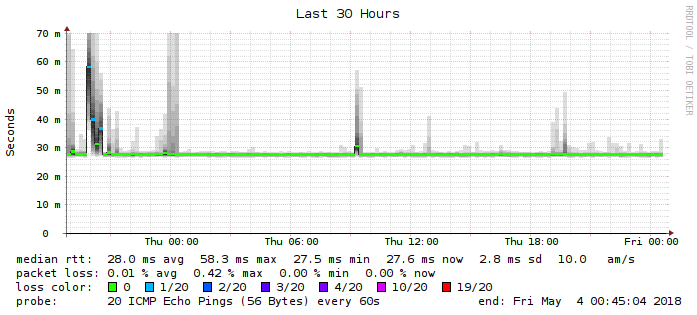 Last 30 Hours
RRDTOOL / TOBI OETIKER
Seconds
70 m
60 m
50 m
40 m
30 m
20 m
10 m
0
Thu 00:00 Thu 06:00 Thu 12:00 Thu 18:00 Fri 00:00
median rtt: 28.0 ms avg 58.3 ms max 27.5 ms min 27.6 ms now 2.8 ms sd 10.0 am/s
packet loss: 0.01 % avg 0.42 % max 0.00 % min 0.00 % now
loss color: 0 1/20 2/20 3/20 4/20 10/20 19/20
probe: 20 ICMP Echo Pings (56 Bytes) every 60s end: Fri May 4 00:45:04 2018